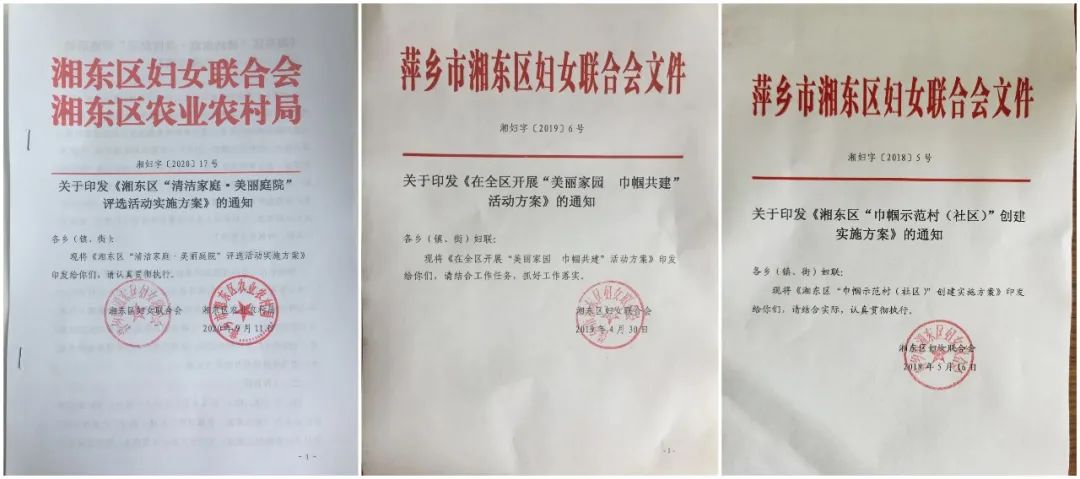 湘东区妇女联合会
湘东区农业农村局
湘妇字〔2020〕17号
关于印发《湘东区“清洁家庭·美丽庭院”
评选活动实施方案》的通知
各乡（镇、街）：
现将《湘东区“清洁家庭·美丽庭院”评选活动实施方案》
印发给你们，请认真贯彻执行。
湘东区妇女联合会 湘东区农业农村局
2020年9月11日
- 1 -
萍乡市湘东区妇女联合会文件
湘妇字〔2019〕6号
关于印发《在全区开展“美丽家园 巾帼共建”
活动方案》的通知
各乡（镇、街）妇联：
现将《在全区开展“美丽家园 巾帼共建”活动方案》印发
给你们，请结合工作任务，抓好工作落实。
湘东区妇女联合会
2019年4月30日
- 1 -
萍乡市湘东区妇女联合会文件
湘妇字〔2018〕5号
关于印发《湘东区“巾帼示范村（社区）”创建
实施方案》的通知
各乡（镇、街）妇联：
现将《湘东区“巾帼示范村（社区）”创建实施方案》印发
给你们，请结合实际，认真贯彻执行。
湘东区妇女联合会
2018年5月16日